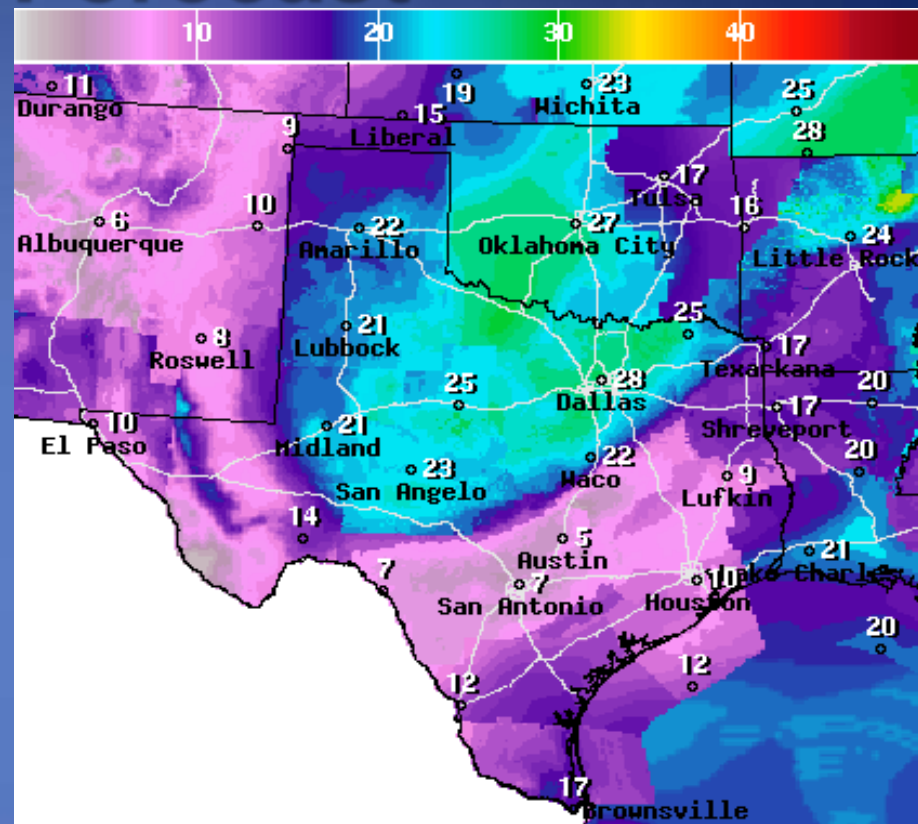 10 20 30 40
11 19 23 25
Durango Wichita
15
Liberal
9 28
17
Tulsa
6 10 22 27 16 24
Albuquerque Amarillo Oklahoma City Little Rock
8 21 25
Roswell Lubbock
17
Texarkana
28
Dallas
25 17 20
Shreveport
10 21
El Paso Midland
22
Waco
23 9 20
San Angelo Lufkin
14 5 21
Austin
7 7 10
San Antonio Houston Lake Charles
20
12 12
17
Brownsville